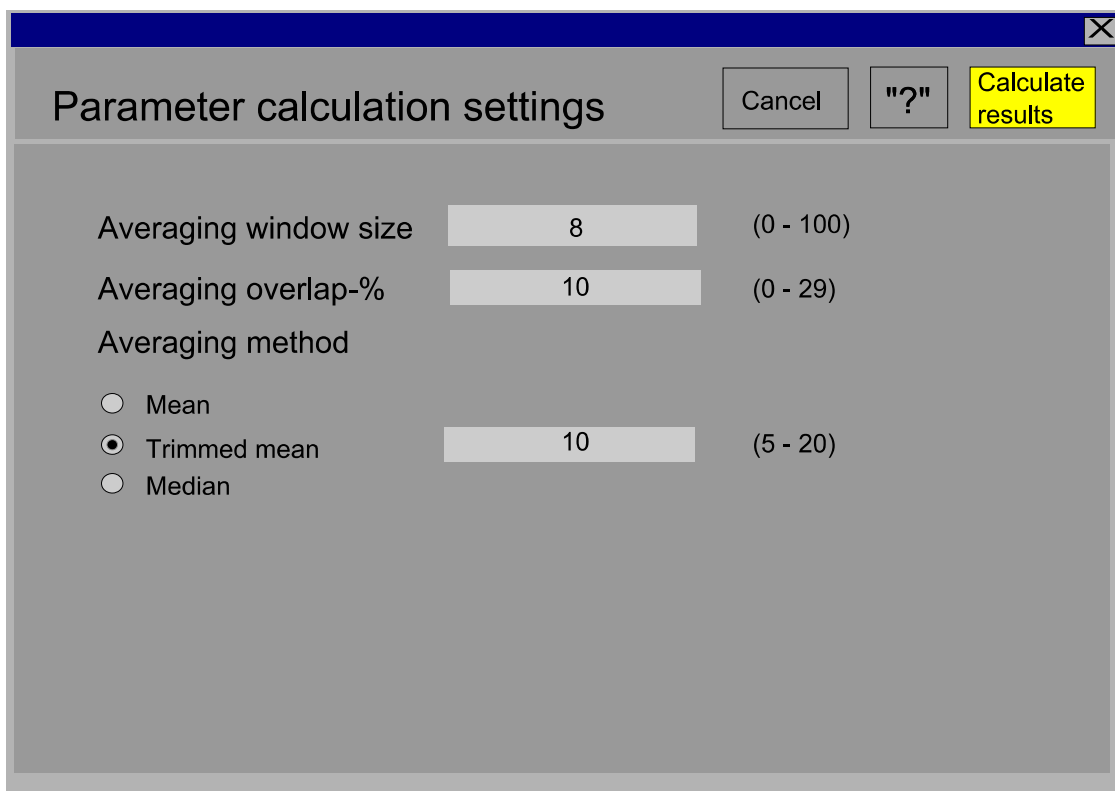 Parameter calculation settings
Cancel
"?"
Calculate
results
Averaging window size 8 (0 - 100)
Averaging overlap-% 10 (0 - 29)
Averaging method
Mean
Trimmed mean 10 (5 - 20)
Median